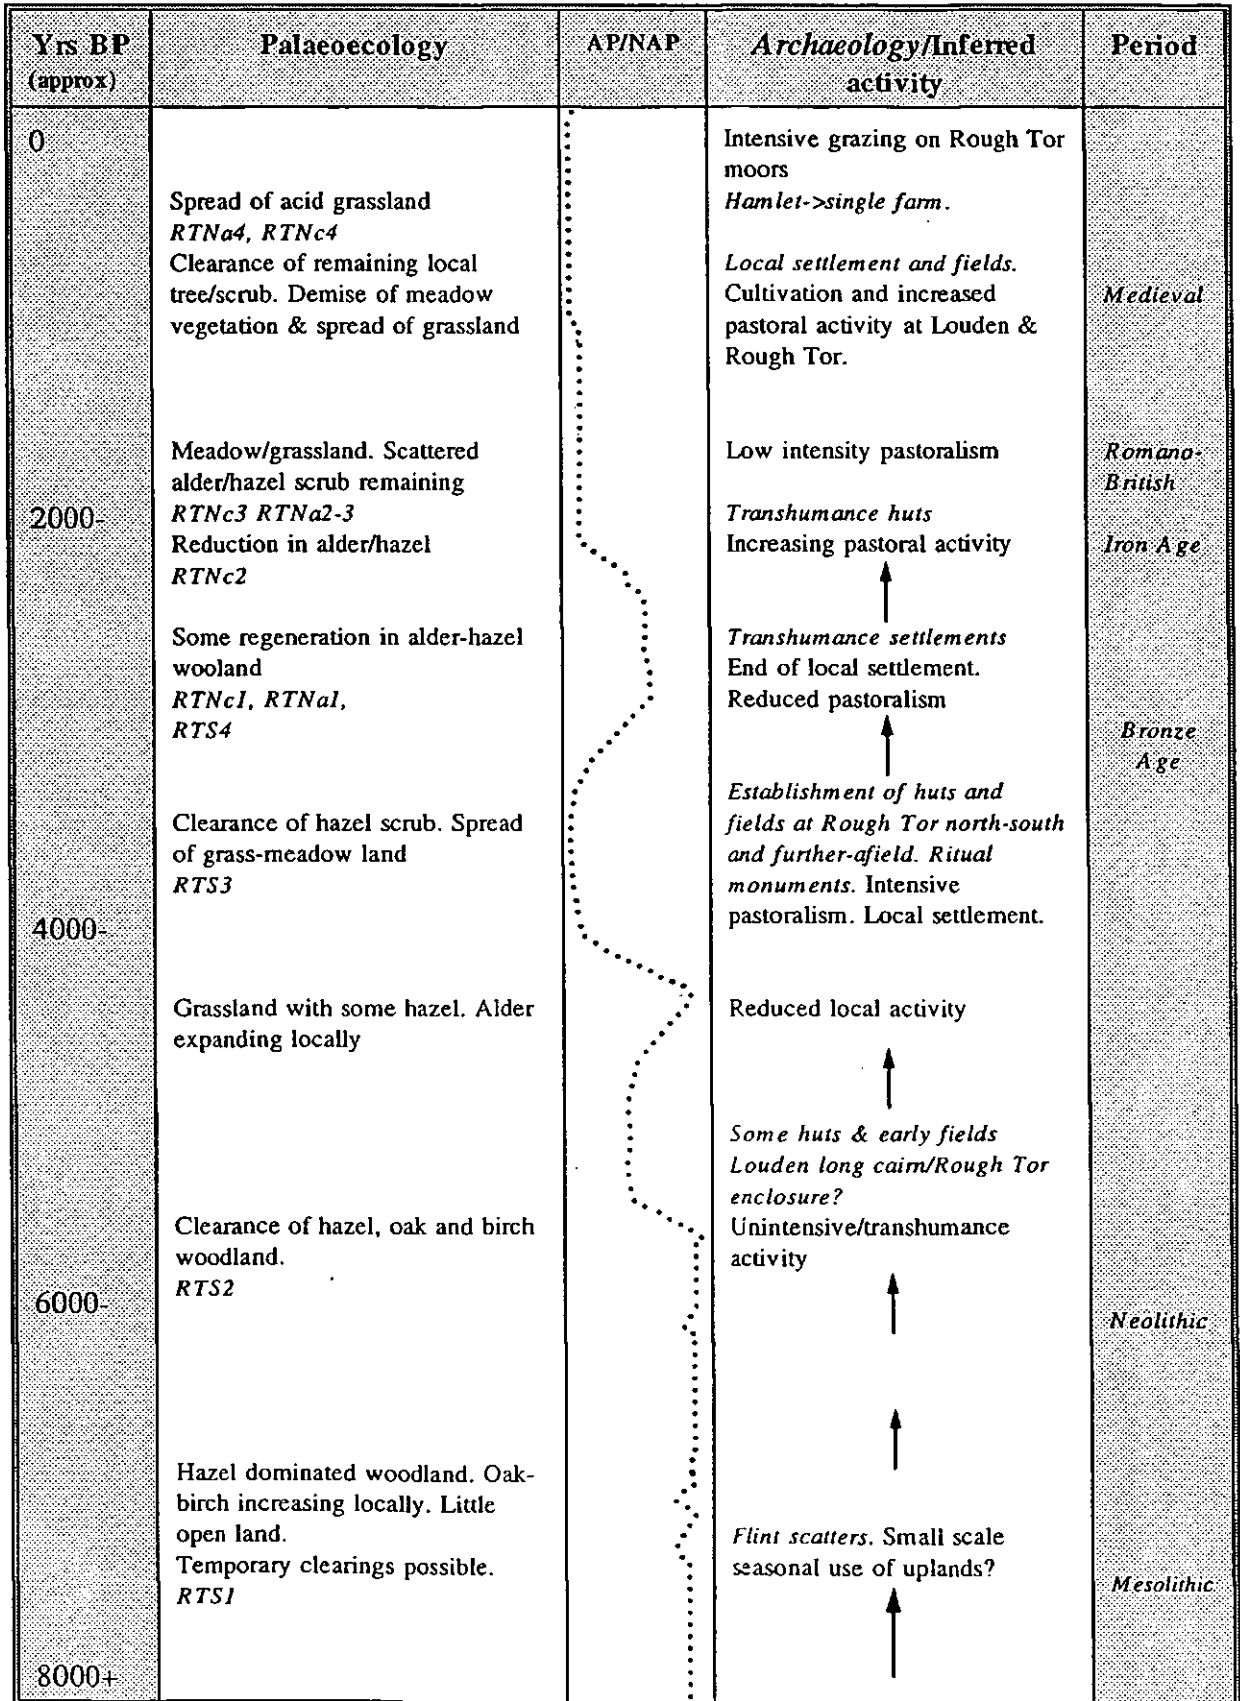 Yrs BP
(approx)
Palaeoecology
AP/NAP
Archaeology/Inferred
activity
Period
0
Intensive grazing on Rough Tor
moors
Spread of acid grassland
Hamlet->single farm.
RTNa4, RTNc4
Clearance of remaining local
tree/scrub. Demise of meadow
vegetation & spread of grassland
Local settlement and fields.
Cultivation and increased
pastoral activity at Louden &
Rough Tor.
Medieval
Meadow/grassland. Scattered
alder/hazel scrub remaining
RTNc3 RTNa2-3
Low intensity pastoralism
Romano-
British
2000-
Transhumance huts
Reduction in alder/hazel
RTNc2
Increasing pastoral activity
Iron Age
Some regeneration in alder-hazel
wooland
RTNc1, RTNa1,
RTS4
Transhumance settlements
End of local settlement.
Reduced pastoralism
Bronze
Age
Clearance of hazel scrub. Spread
of grass-meadow land
RTS3
Establishment of huts and
fields at Rough Tor north-south
and further-afield. Ritual
monuments. Intensive
pastoralism. Local settlement.
4000-
Grassland with some hazel. Alder
expanding locally
Reduced local activity
Some huts & early fields
Louden long cairn/Rough Tor
enclosure?
Clearance of hazel, oak and birch
woodland.
RTS2
Unintensive/transhumance
activity
6000-
Neolithic
Hazel dominated woodland. Oak-
birch increasing locally. Little
open land.
Temporary clearings possible.
RTS1
Flint scatters. Small scale
seasonal use of uplands?
Mesolithic
8000+